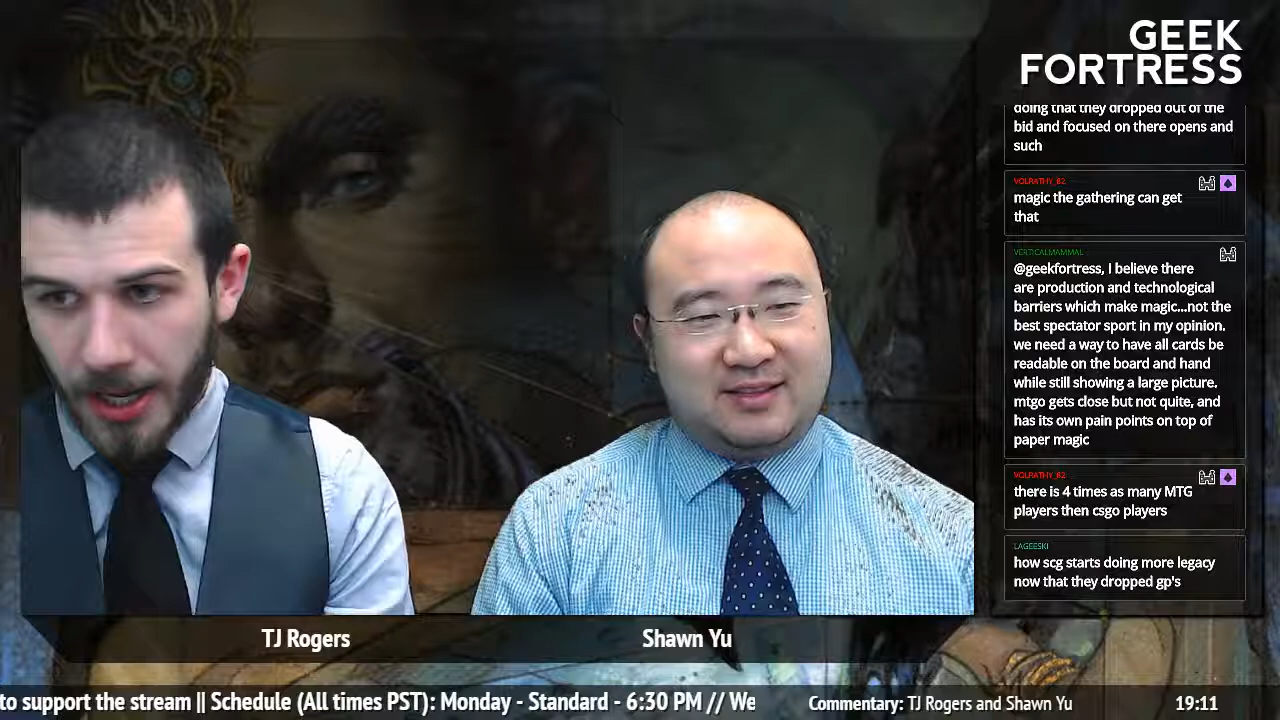 GEEK
FORTRESS
doing that they dropped out of the
bid and focused on there opens and
such
VOLRATHY_82
magic the gathering can get
that
VERTICALMAMMAL
@geekfortress, I believe there
are production and technological
barriers which make magic...not the
best spectator sport in my opinion.
we need a way to have all cards be
readable on the board and hand
while still showing a large picture.
mtgo gets close but not quite, and
has its own pain points on top of
paper magic
VOLRATHY_82
there is 4 times as many MTG
players then csgo players
LAGEESKI
how scg starts doing more legacy
now that they dropped gp's
TJ Rogers
Shawn Yu
to support the stream || Schedule (All times PST): Monday - Standard - 6:30 PM // We
Commentary: TJ Rogers and Shawn Yu
19:11